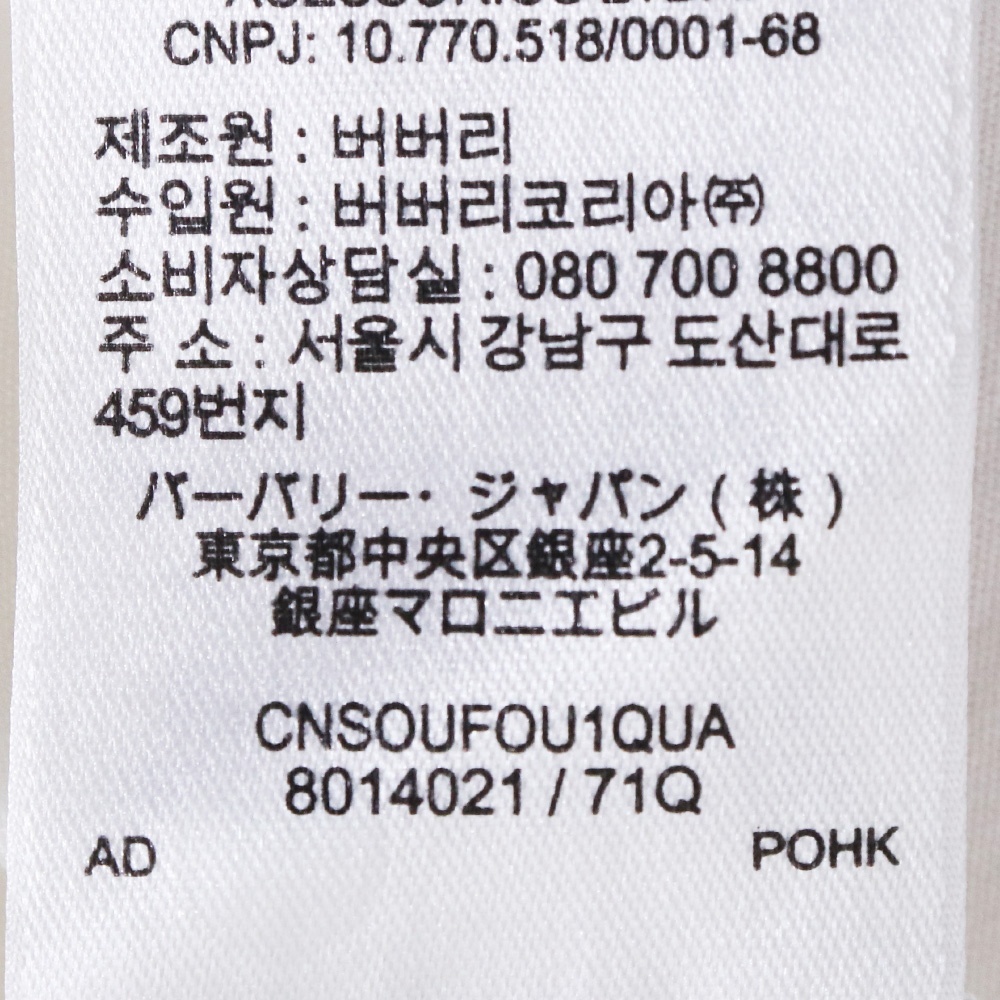 CNPJ: 10.770.518/0001-68
제조원 : 버버리
수입원 : 버버리코리아㈜
소비자상담실 : 080 700 8800
주 소 : 서울시 강남구 도산대로
459번지
バーバリー・ジャパン ( 株 )
東京都中央区銀座2-5-14
銀座マロニエビル
CNSOUFOU1QUA
8014021 / 71Q
AD
POHK